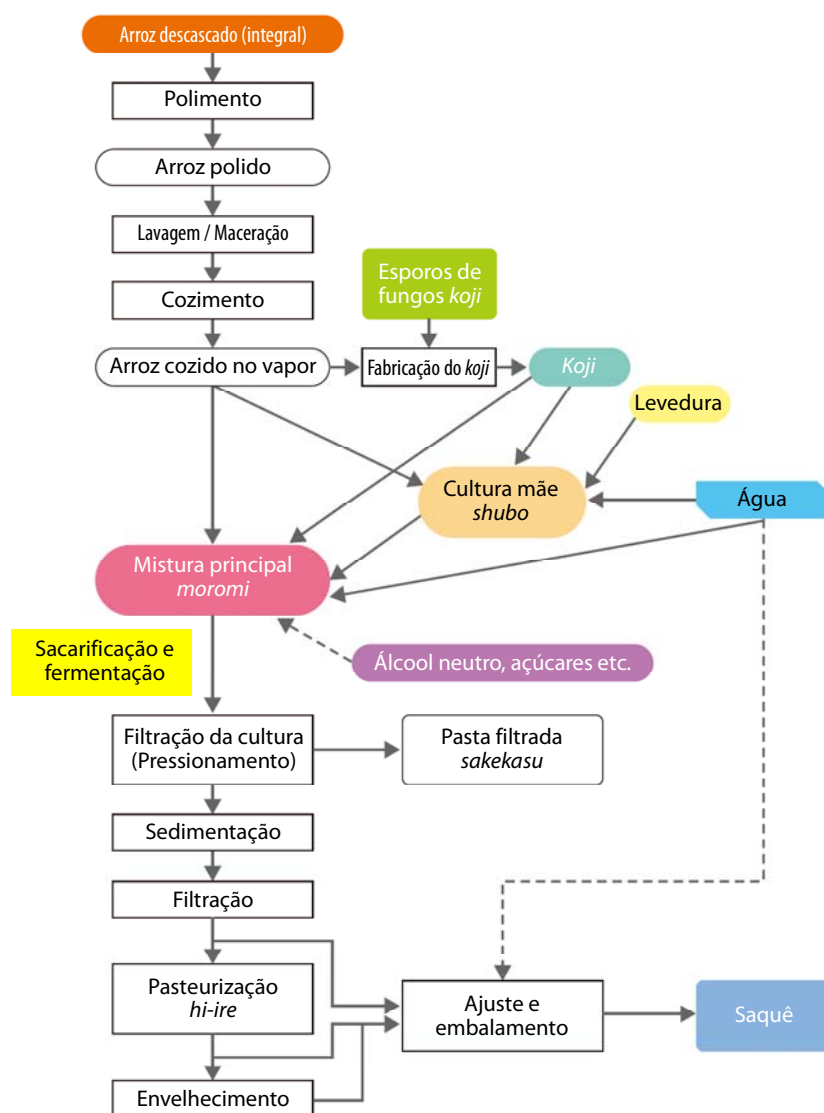 Arroz descascado (integral)
Polimento
Arroz polido
Lavagem / Maceração
Cozimento
Esporos de
fungos koji
Arroz cozido no vapor
Fabricação do koji
Koji
Levedura
Cultura mãe
shubo
Água
Mistura principal
moromi
Sacarificação e
fermentação
Álcool neutro, açúcares etc.
Filtração da cultura
(Pressionamento)
Pasta filtrada
sakekasu
Sedimentação
Filtração
Pasteurização
hi-ire
Ajuste e
embalamento
Saquê
Envelhecimento